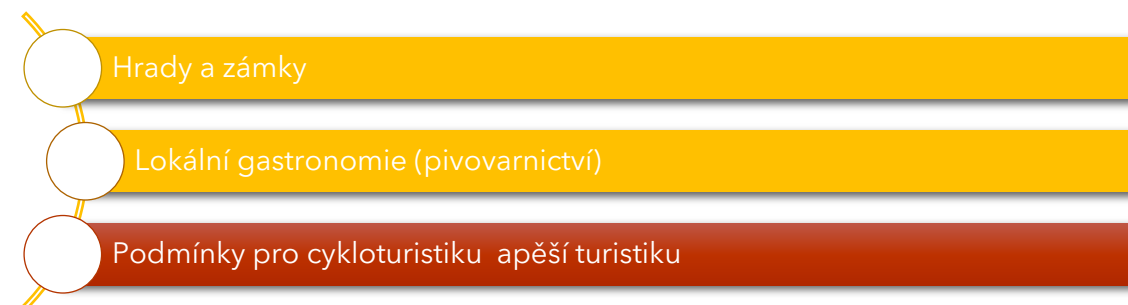 Hrady a zámky
Lokální gastronomie (pivovarnictví)
Podmínky pro cykloturistiku  apěší turistiku